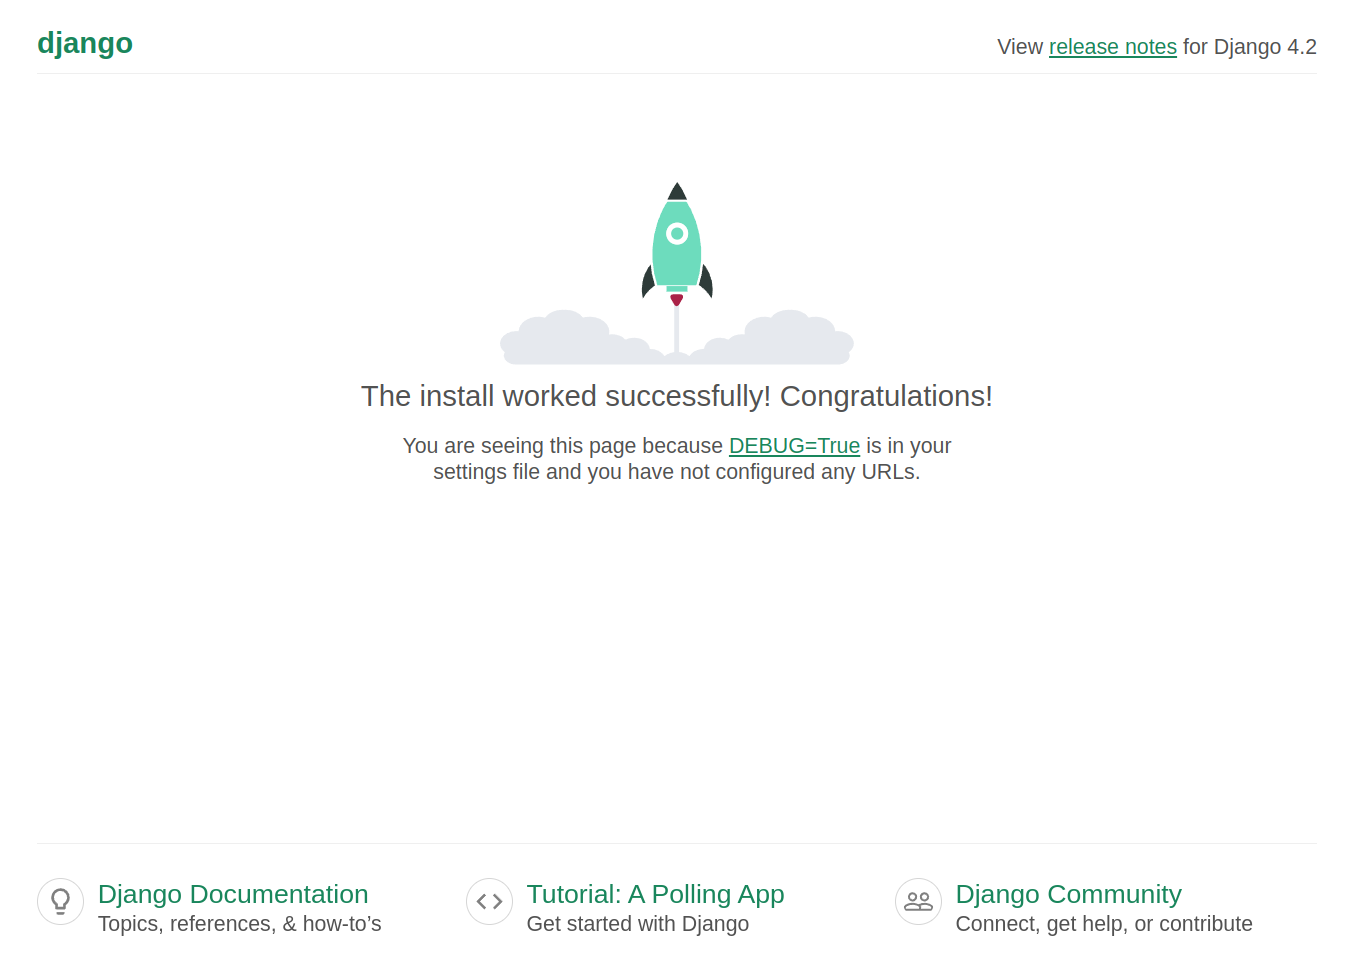 django
View release notes for Django 4.2
The install worked successfully! Congratulations!
You are seeing this page because DEBUG=True is in your
settings file and you have not configured any URLs.
Django Documentation
Topics, references, & how-to’s
Tutorial: A Polling App
Get started with Django
Django Community
Connect, get help, or contribute